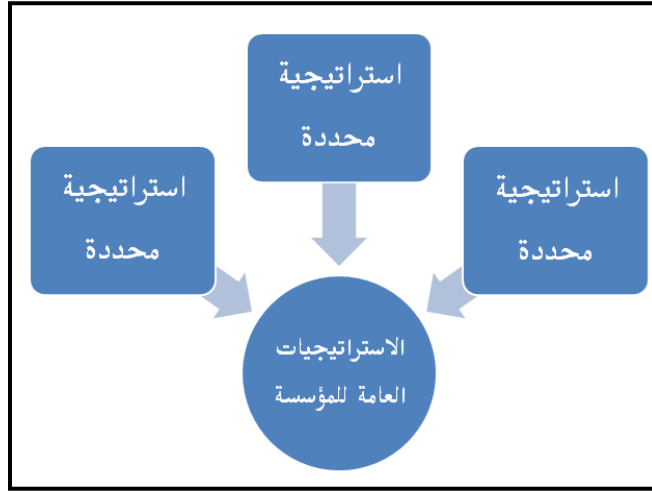 استراتيجية
محددة
استراتيجية
محددة
استراتيجية
محددة
الاستراتيجيات
العامة للمؤسسة